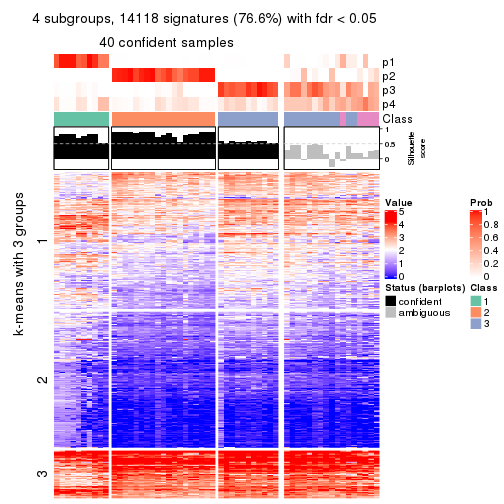 4 subgroups, 14118 signatures (76.6%) with fdr < 0.05
40 confident samples
p1
p2
p3
p4
Class
1
0.5
0
Silhouette
score
k-means with 3 groups
1
2
3
Value
5
4
3
2
1
0
Prob
1
0.8
0.6
0.4
0.2
0
Status (barplots)
confident
ambiguous
Class
1
2
3